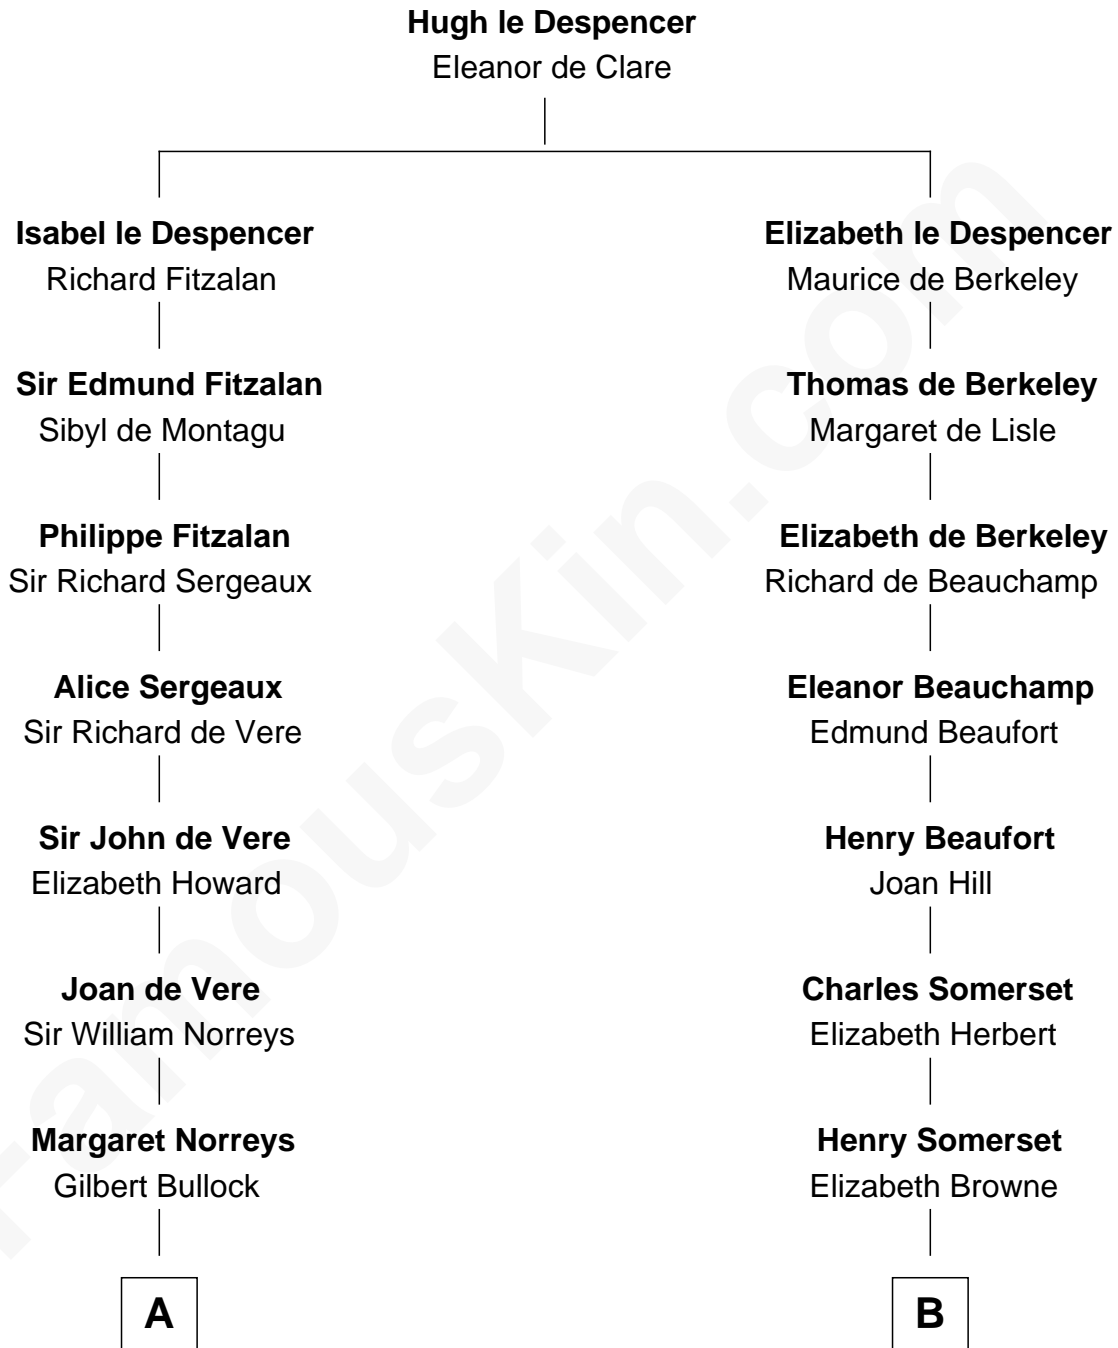 Hugh le Despencer
Eleanor de Clare
Isabel le Despencer
Richard Fitzalan
Sir Edmund Fitzalan
Sibyl de Montagu
Philippe Fitzalan
Sir Richard Sergeaux
Alice Sergeaux
Sir Richard de Vere
Sir John de Vere
Elizabeth Howard
Joan de Vere
Sir William Norreys
Margaret Norreys
Gilbert Bullock
A
Elizabeth le Despencer
Maurice de Berkeley
Thomas de Berkeley
Margaret de Lisle
Elizabeth de Berkeley
Richard de Beauchamp
Eleanor Beauchamp
Edmund Beaufort
Henry Beaufort
Joan Hill
Charles Somerset
Elizabeth Herbert
Henry Somerset
Elizabeth Browne
B
FamousKin.com